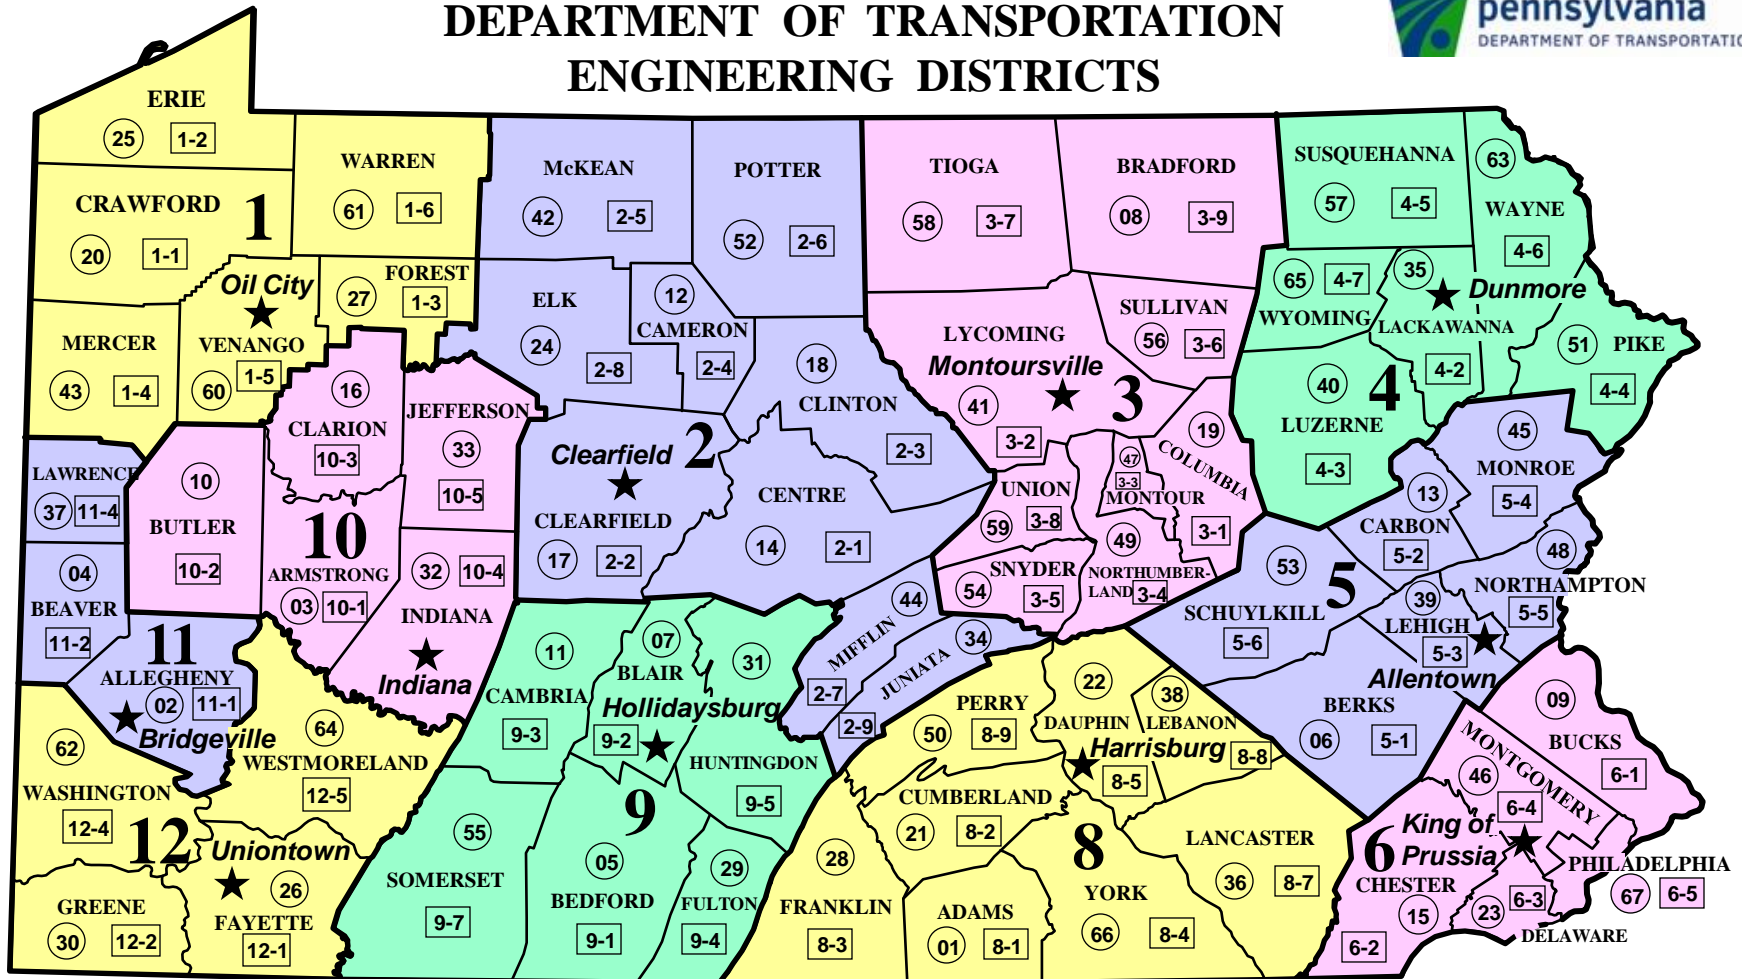 DEPARTMENT OF TRANSPORTATION
ENGINEERING DISTRICTS
pennsylvania
DEPARTMENT OF TRANSPORTATIO
ERIE
25 1-2
CRAWFORD 1
20 1-1
WARREN
61 1-6
FOREST
27 1-3
Oil City
VENANGO
60 1-5
MERCER
43 1-4
McKEAN
42 2-5
POTTER
52 2-6
ELK
24 2-8
12
CAMERON
2-4
18
CLINTON
2-3
Clearfield 2
CLEARFIELD
17 2-2
CENTRE
14 2-1
44
MIFFLIN
2-7
34
JUNIATA
2-9
TIOGA
58 3-7
BRADFORD
08 3-9
SULLIVAN
56 3-6
LYCOMING
Montoursville
41 3-2
3
19
COLUMBIA
3-1
47
3-3
MONTOUR
UNION
59 3-8
SNYDER
54 3-5
49
NORTHUMBER-
LAND 3-4
SUSQUEHANNA
57 4-5
63
WAYNE
4-6
65 4-7
WYOMING
35
Dunmore
LACKAWANNA
4-2
51 PIKE
4-4
40 4
LUZERNE
4-3
45
MONROE
5-4
13
CARBON
5-2
48
NORTHAMPTON
5-5
53 5
SCHUYLKILL
5-6
39
LEHIGH
5-3
Allentown
BERKS
06 5-1
09
BUCKS
6-1
MONTGOMERY
46
6-4
King of
Prussia
6
CHESTER
15
6-2
23 6-3
DELAWARE
PHILADELPHIA
67 6-5
LAWRENCE
37 11-4
04
BEAVER
11-2
11
ALLEGHENY
02 11-1
Bridgeville
10
BUTLER
10-2
16
CLARION
10-3
JEFFERSON
33
10-5
10
ARMSTRONG
03 10-1
32 10-4
INDIANA
Indiana
62
WASHINGTON
12-4
12
64
WESTMORELAND
12-5
Uniontown
26
FAYETTE
12-1
GREENE
30 12-2
11
CAMBRIA
9-3
07
BLAIR
31
Hollidaysburg
9-2
HUNTINGDON
9-5
55
SOMERSET
9-7
9
05
BEDFORD
9-1
29
FULTON
9-4
PERRY
50 8-9
22
DAUPHIN
38
LEBANON
Harrisburg
8-5
8-8
CUMBERLAND
21 8-2
28
FRANKLIN
8-3
ADAMS
01 8-1
8
YORK
66 8-4
LANCASTER
36 8-7